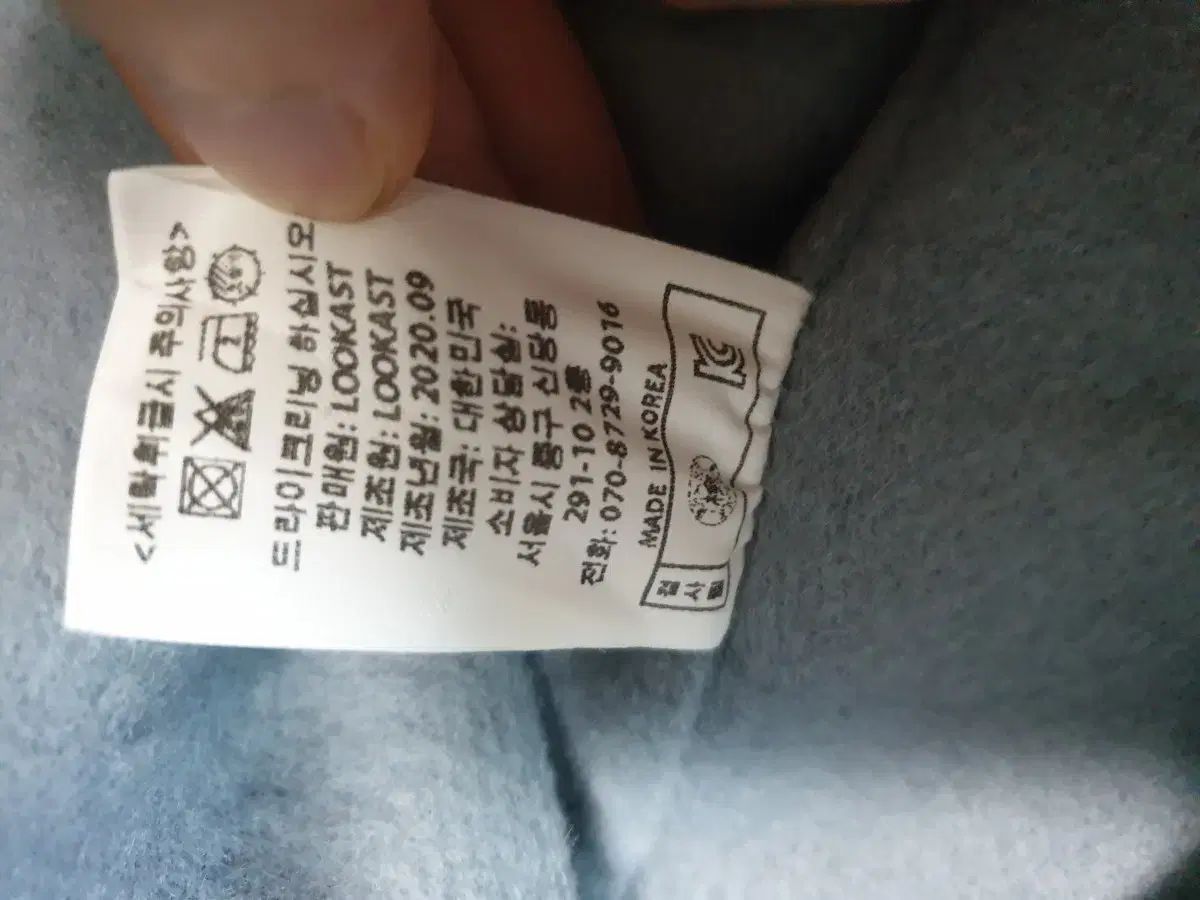 <세탁취급시 주의사항>
드라이크리닝 하십시오
판매원: LOOKAST
제조원: LOOKAST
제조년월: 2020.09
제조국: 대한민국
소비자 상담실:
서울시 중구 신당동
291-10 2층
전화: 070-8729-9016
MADE IN KOREA
검사필
KC